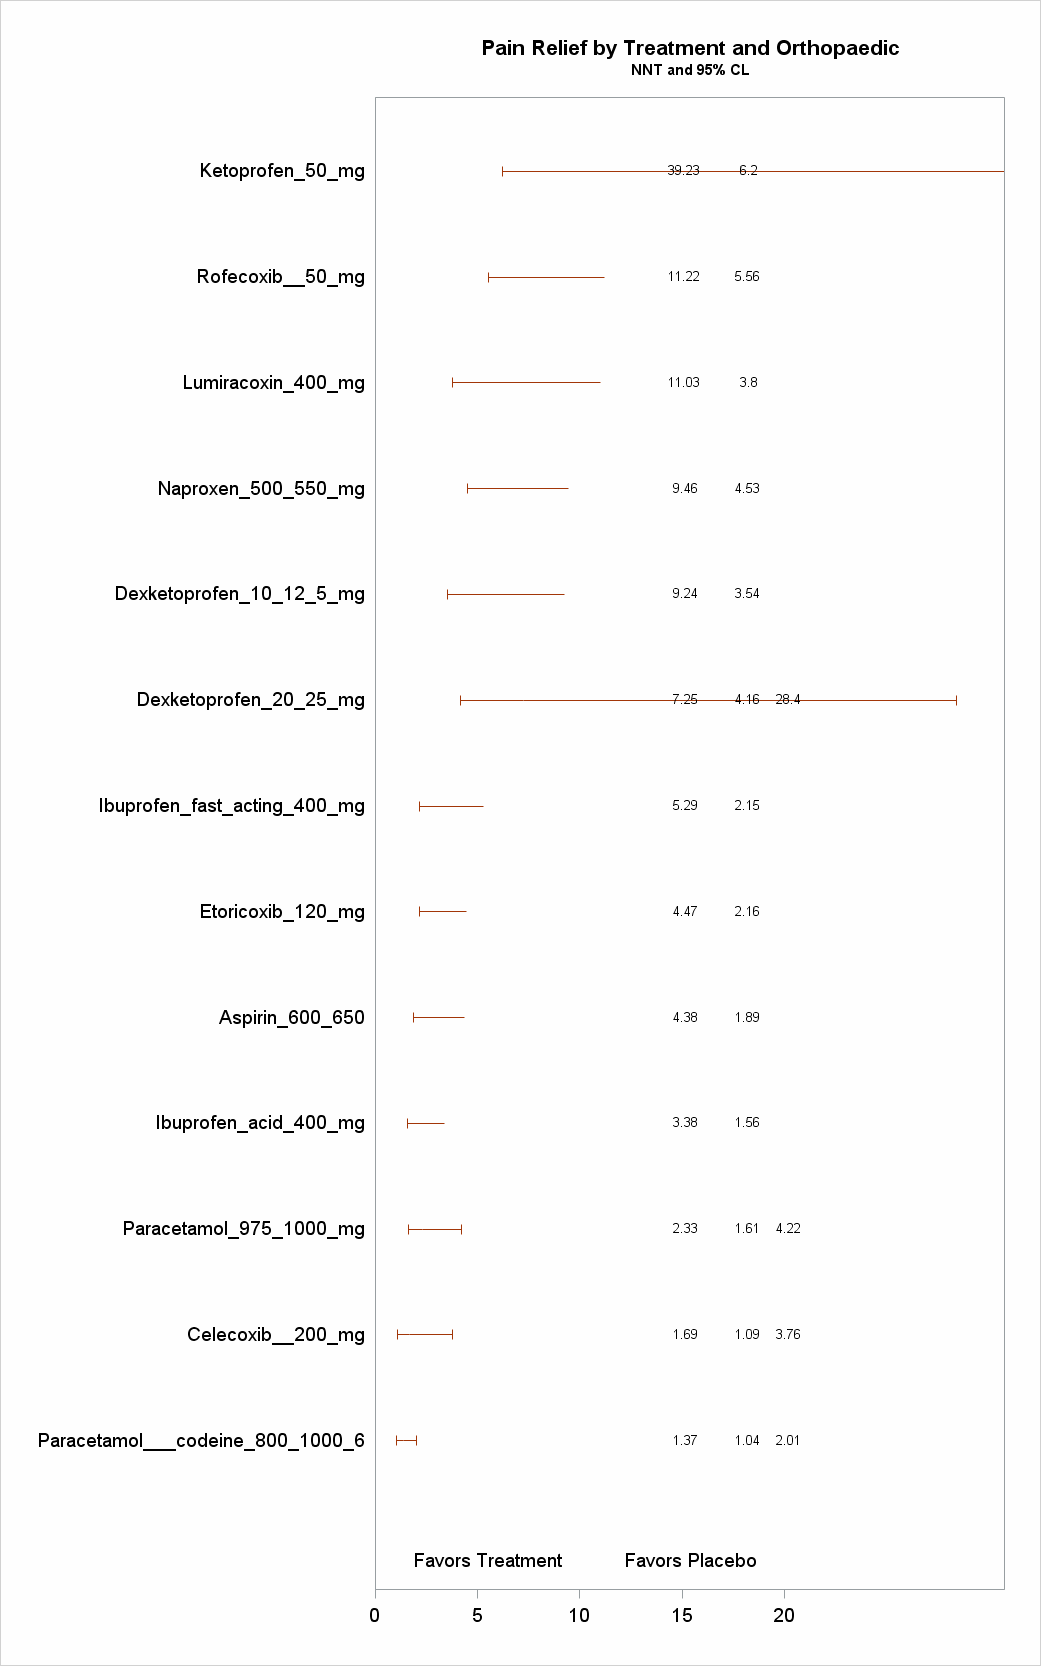 Pain Relief by Treatment and Orthopaedic
NNT and 95% CL
Ketoprofen_50_mg 39.23 6.2
Rofecoxib__50_mg 11.22 5.56
Lumiracoxin_400_mg 11.03 3.8
Naproxen_500_550_mg 9.46 4.53
Dexketoprofen_10_12_5_mg 9.24 3.54
Dexketoprofen_20_25_mg 7.25 4.16 28.4
Ibuprofen_fast_acting_400_mg 5.29 2.15
Etoricoxib_120_mg 4.47 2.16
Aspirin_600_650 4.38 1.89
Ibuprofen_acid_400_mg 3.38 1.56
Paracetamol_975_1000_mg 2.33 1.61 4.22
Celecoxib__200_mg 1.69 1.09 3.76
Paracetamol___codeine_800_1000_6 1.37 1.04 2.01
Favors Treatment Favors Placebo
0 5 10 15 20